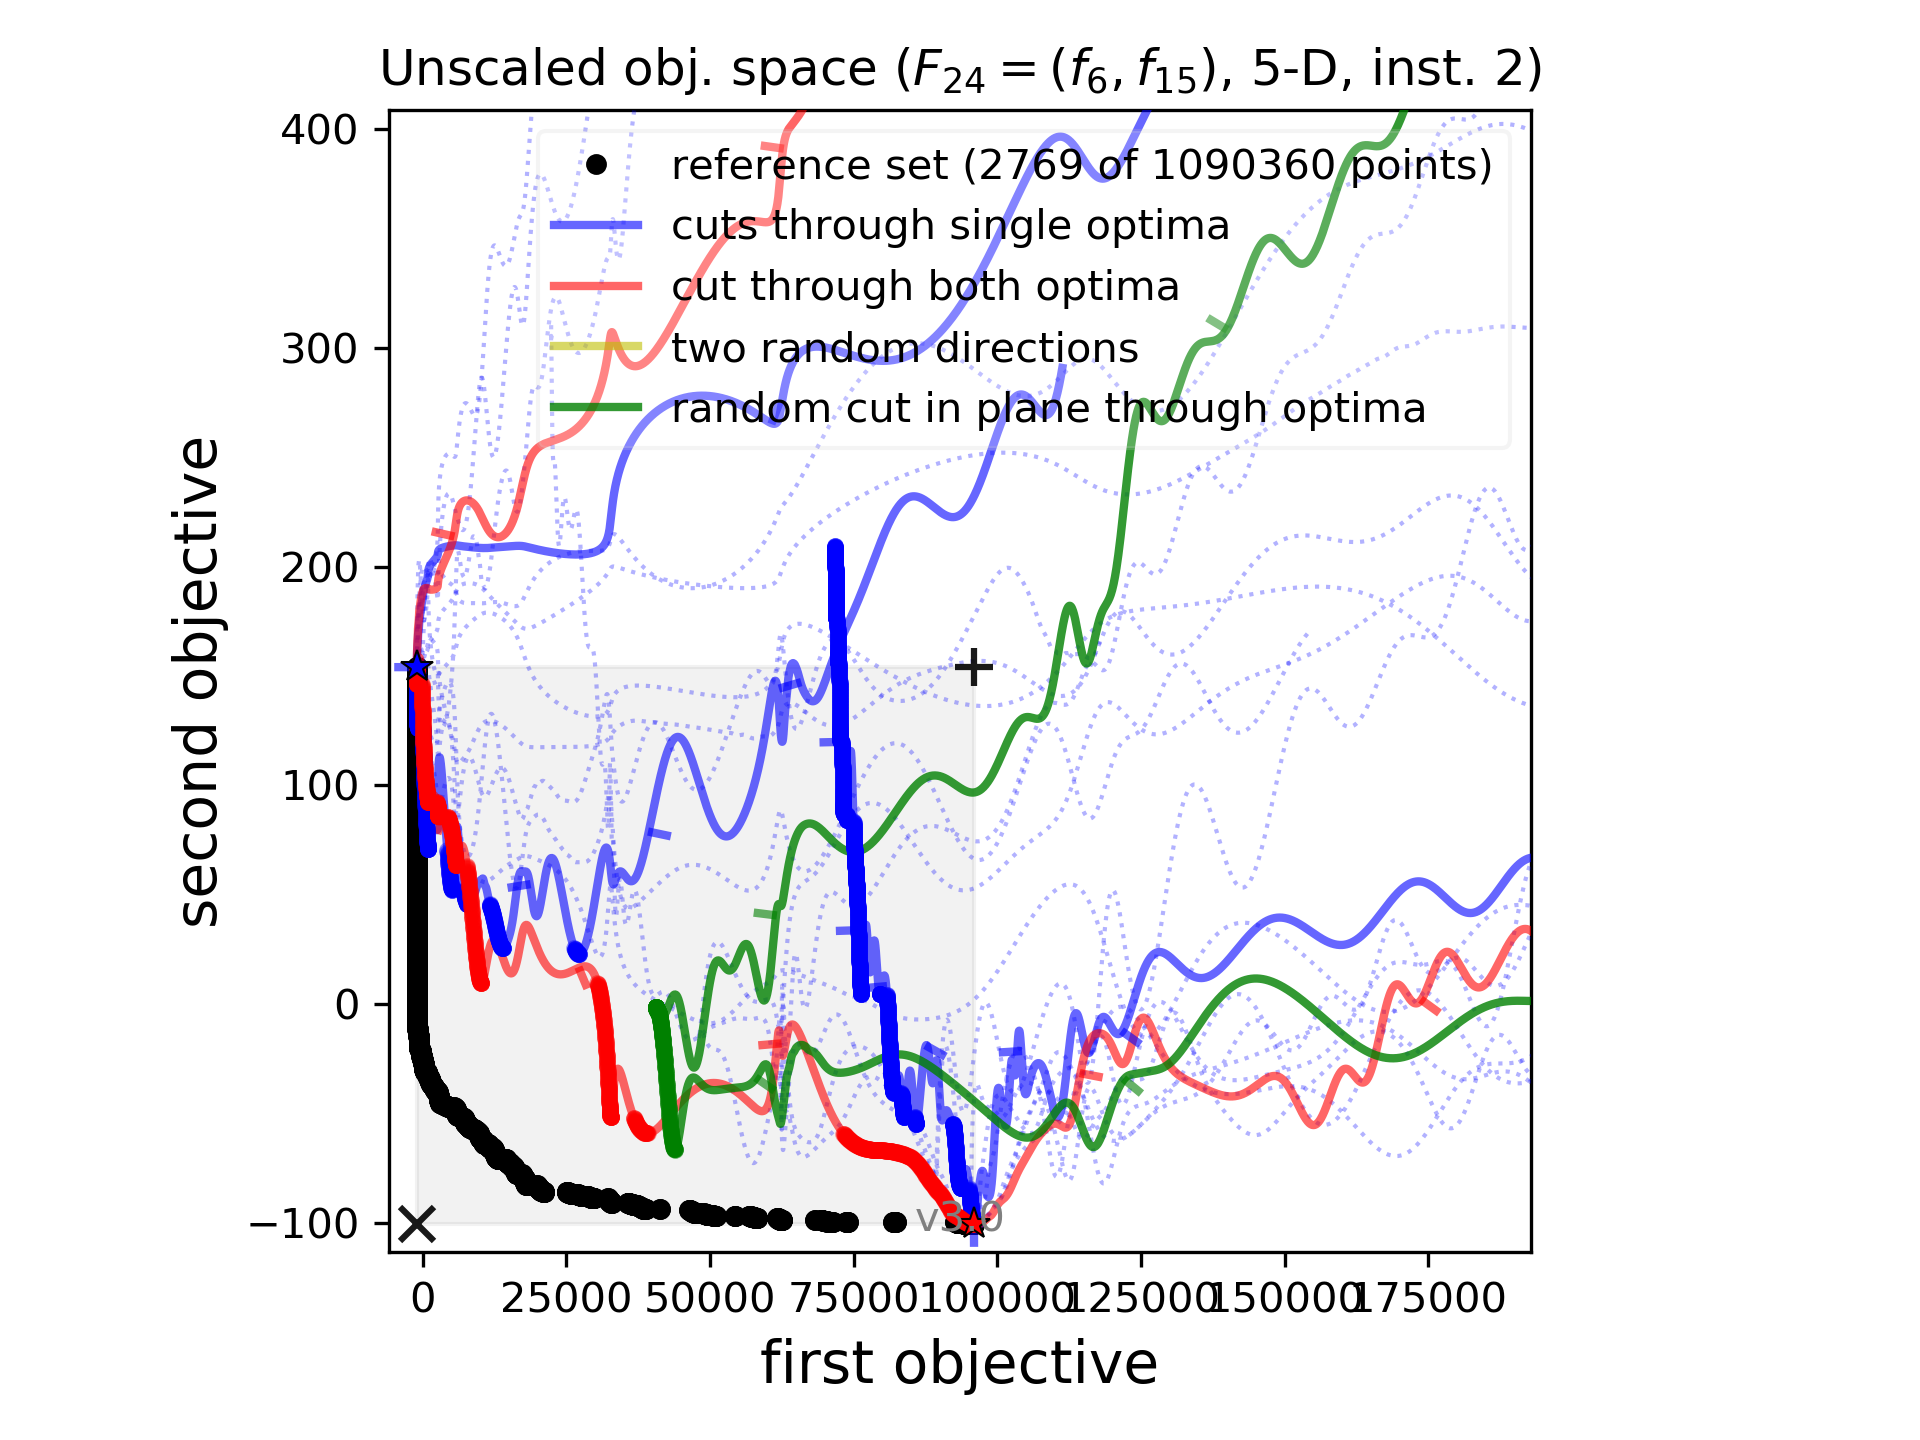 Unscaled obj. space (F24 = (f6, f15), 5-D, inst. 2)
400
300
200
100
0
−100
second objective
reference set (2769 of 1090360 points)
cuts through single optima
cut through both optima
two random directions
random cut in plane through optima
v3.0
0 25000 50000 75000 100000 125000 150000 175000
first objective